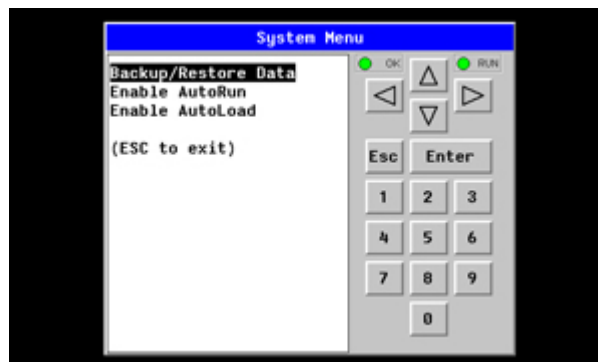 System Menu
Backup/Restore Data
Enable AutoRun
Enable AutoLoad
(ESC to exit)
OK RUN
Esc Enter
1 2 3
4 5 6
7 8 9
0